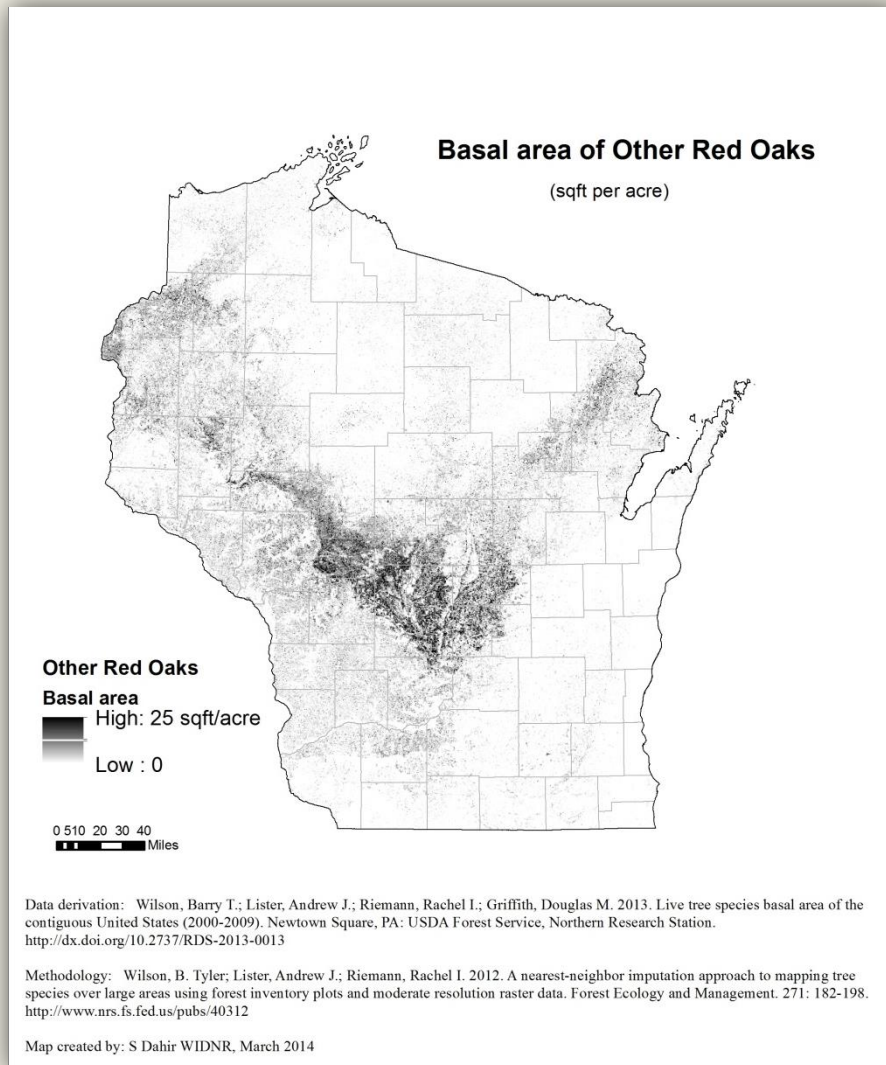 Basal area of Other Red Oaks
(sqft per acre)
Other Red Oaks
Basal area
High: 25 sqft/acre
Low : 0
0 510 20 30 40
Miles
Data derivation: Wilson, Barry T.; Lister, Andrew J.; Riemann, Rachel I.; Griffith, Douglas M. 2013. Live tree species basal area of the
contiguous United States (2000-2009). Newtown Square, PA: USDA Forest Service, Northern Research Station.
http://dx.doi.org/10.2737/RDS-2013-0013
Methodology: Wilson, B. Tyler; Lister, Andrew J.; Riemann, Rachel I. 2012. A nearest-neighbor imputation approach to mapping tree
species over large areas using forest inventory plots and moderate resolution raster data. Forest Ecology and Management. 271: 182-198.
http://www.nrs.fs.fed.us/pubs/40312
Map created by: S Dahir WIDNR, March 2014